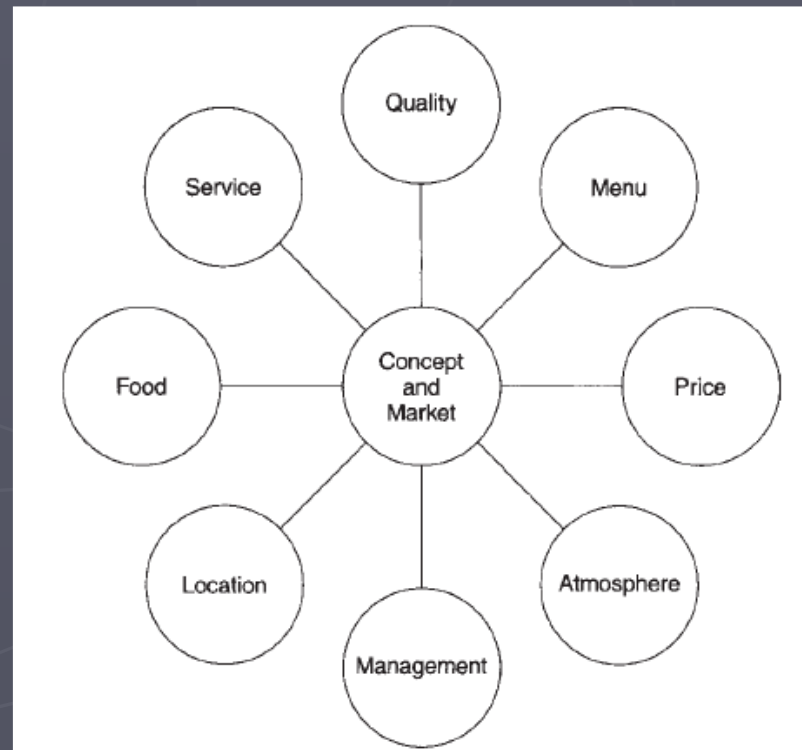 Quality
Service
Menu
Concept
and
Market
Food
Price
Location
Atmosphere
Management